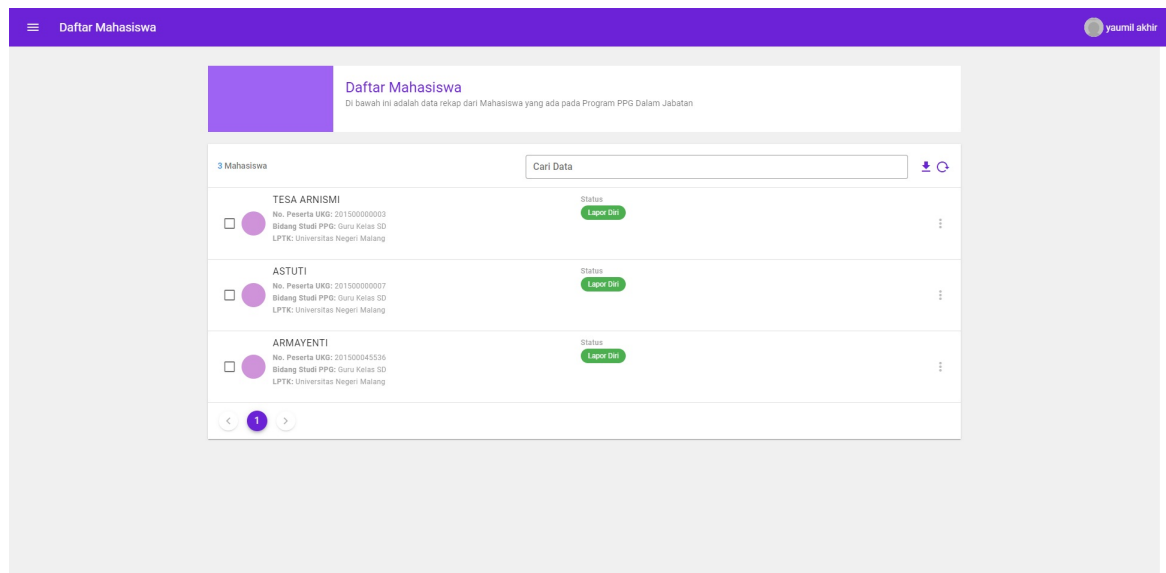 Daftar Mahasiswa
yaumil akhir
Daftar Mahasiswa
Di bawah ini adalah data rekap dari Mahasiswa yang ada pada Program PPG Dalam Jabatan
3 Mahasiswa
Cari Data
TESA ARNISMI
No. Peserta UKG: 201500000003
Bidang Studi PPG: Guru Kelas SD
LPTK: Universitas Negeri Malang
Status
Lapor Diri
ASTUTI
No. Peserta UKG: 201500000007
Bidang Studi PPG: Guru Kelas SD
LPTK: Universitas Negeri Malang
Status
Lapor Diri
ARMAYENTI
No. Peserta UKG: 201500045536
Bidang Studi PPG: Guru Kelas SD
LPTK: Universitas Negeri Malang
Status
Lapor Diri
1